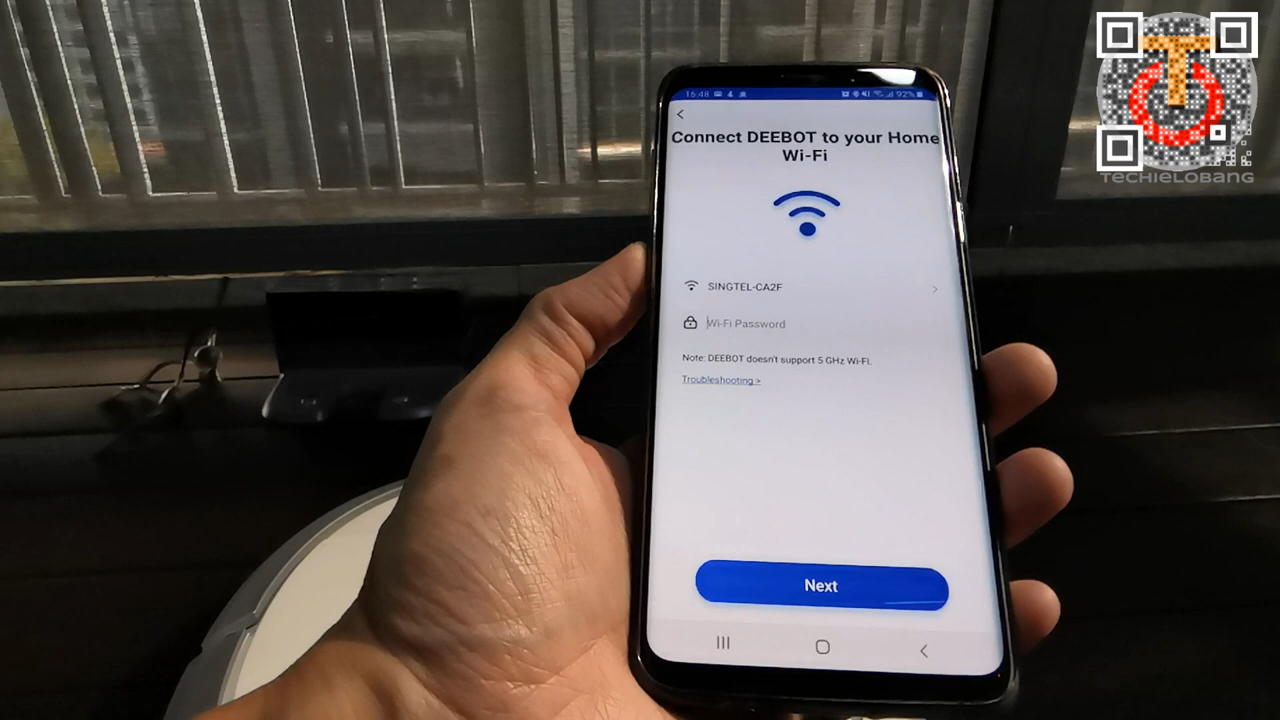 16:48
92%
Connect DEEBOT to your Home
Wi-Fi
SINGTEL-CA2F
Wi-Fi Password
Note: DEEBOT doesn't support 5 GHz Wi-Fi.
Troubleshooting >
Next
TECHIELOBANG